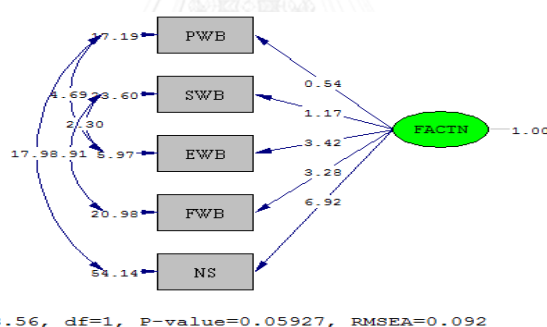 17.19 PWB
0.54
4.69 23.60 SWB
1.17
2.30
FACTN 1.00
5.97 EWB 3.42
17.98.91
3.28
20.98 FWB
6.92
54.14 NS
.56, df=1, P-value=0.05927, RMSEA=0.092